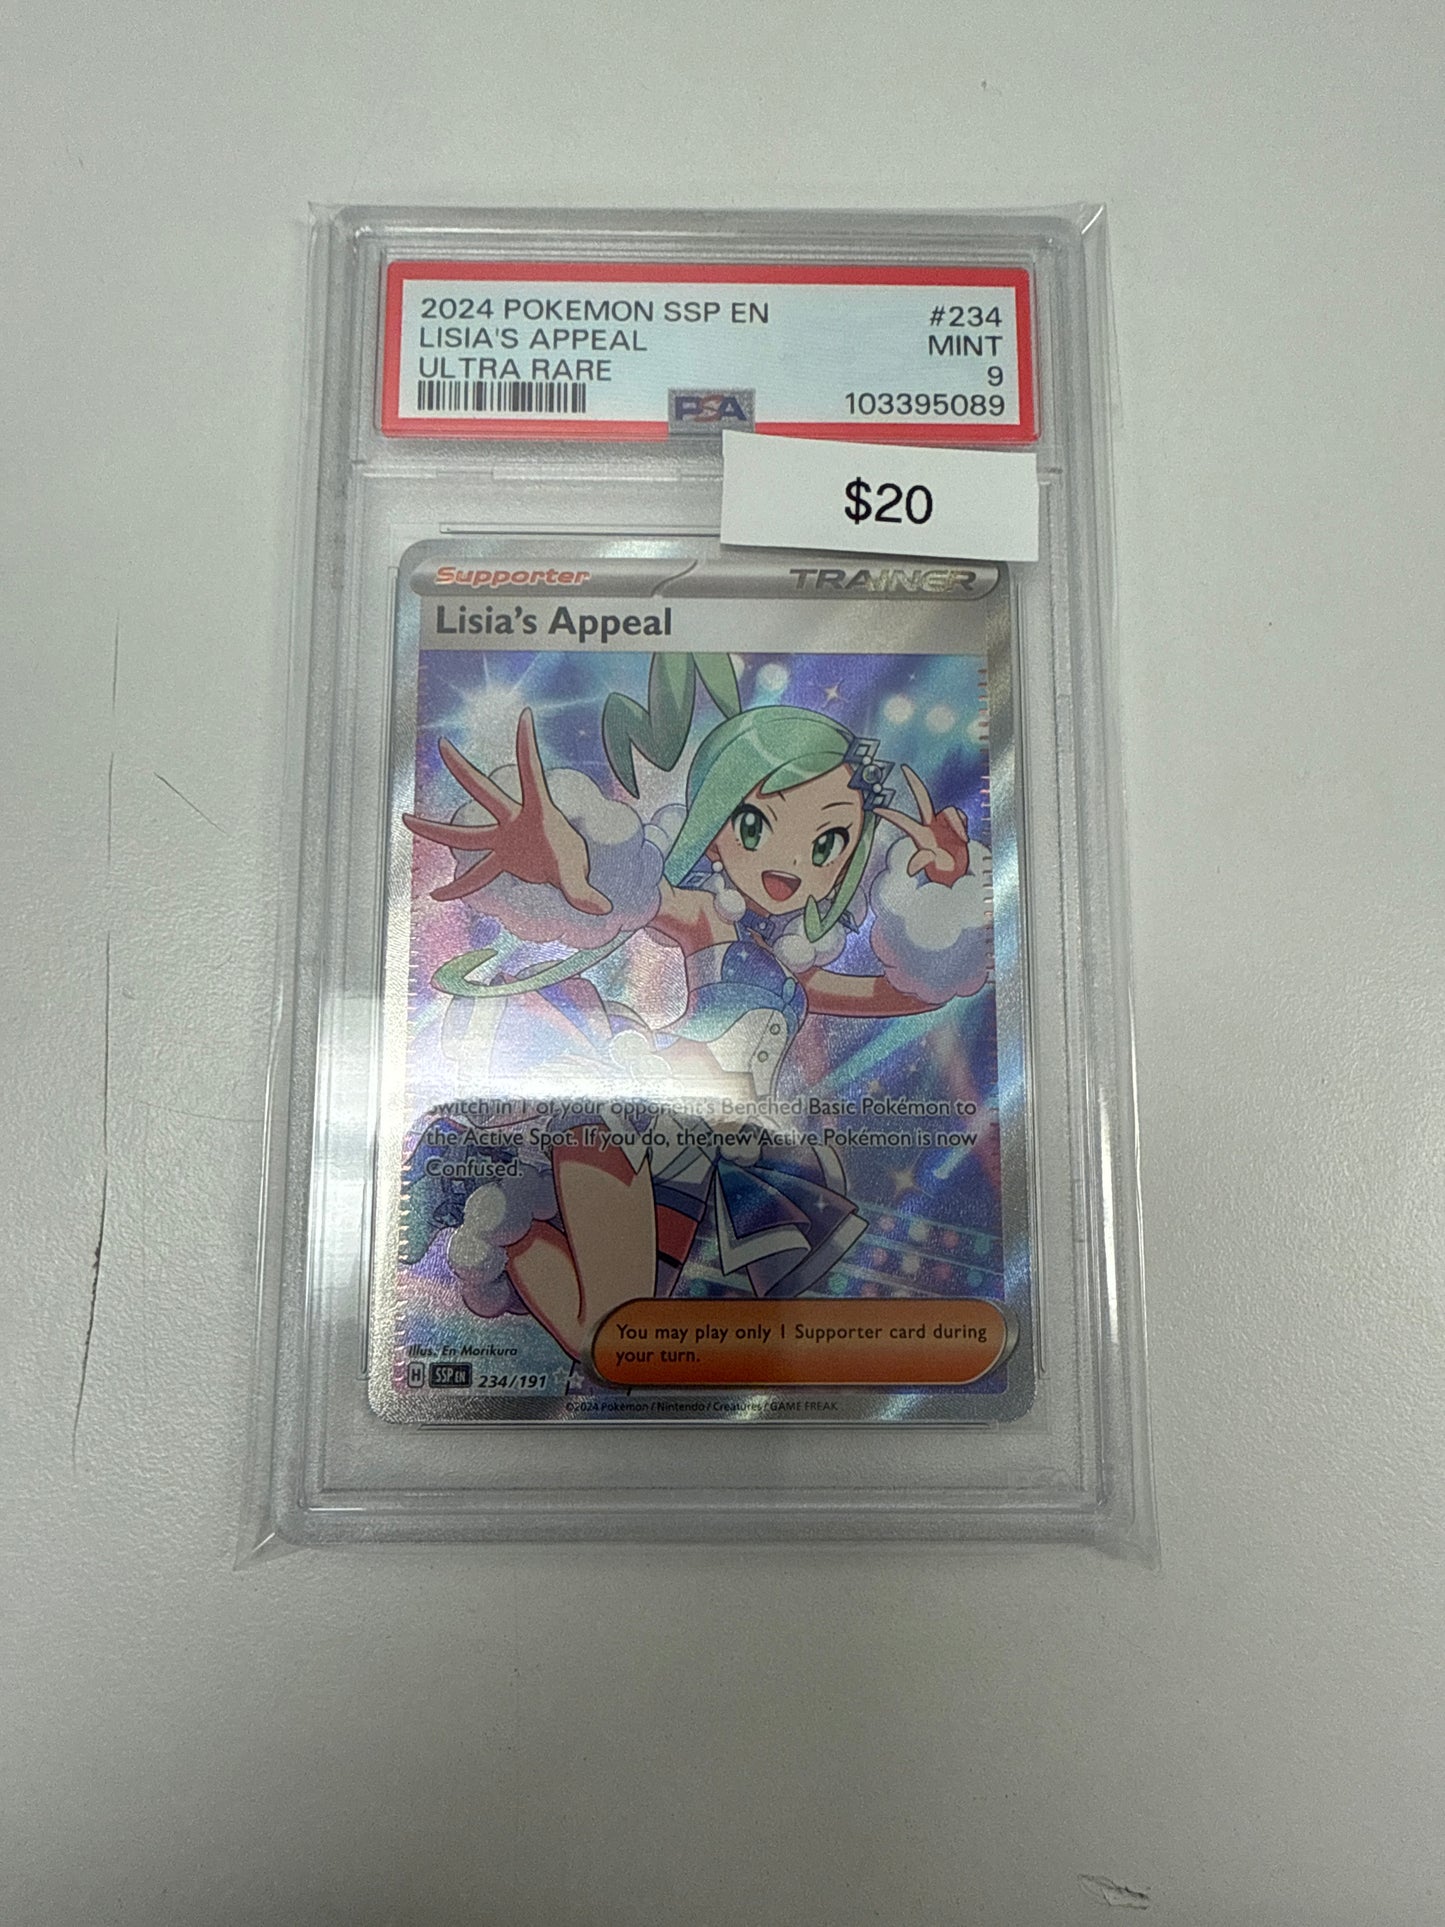 2024 POKEMON SSP EN #234
LISIA'S APPEAL MINT
ULTRA RARE 9
PSA 103395089
$20
Supporter TRAINER
Lisia's Appeal
Switch in 1 of your opponent's Benched Basic Pokémon to
the Active Spot. If you do, the new Active Pokémon is now
Confused.
You may play only 1 Supporter card during
your turn.
Illus. En Morikura
H SSP EN 234/191
©2024 Pokémon / Nintendo / Creatures / GAME FREAK